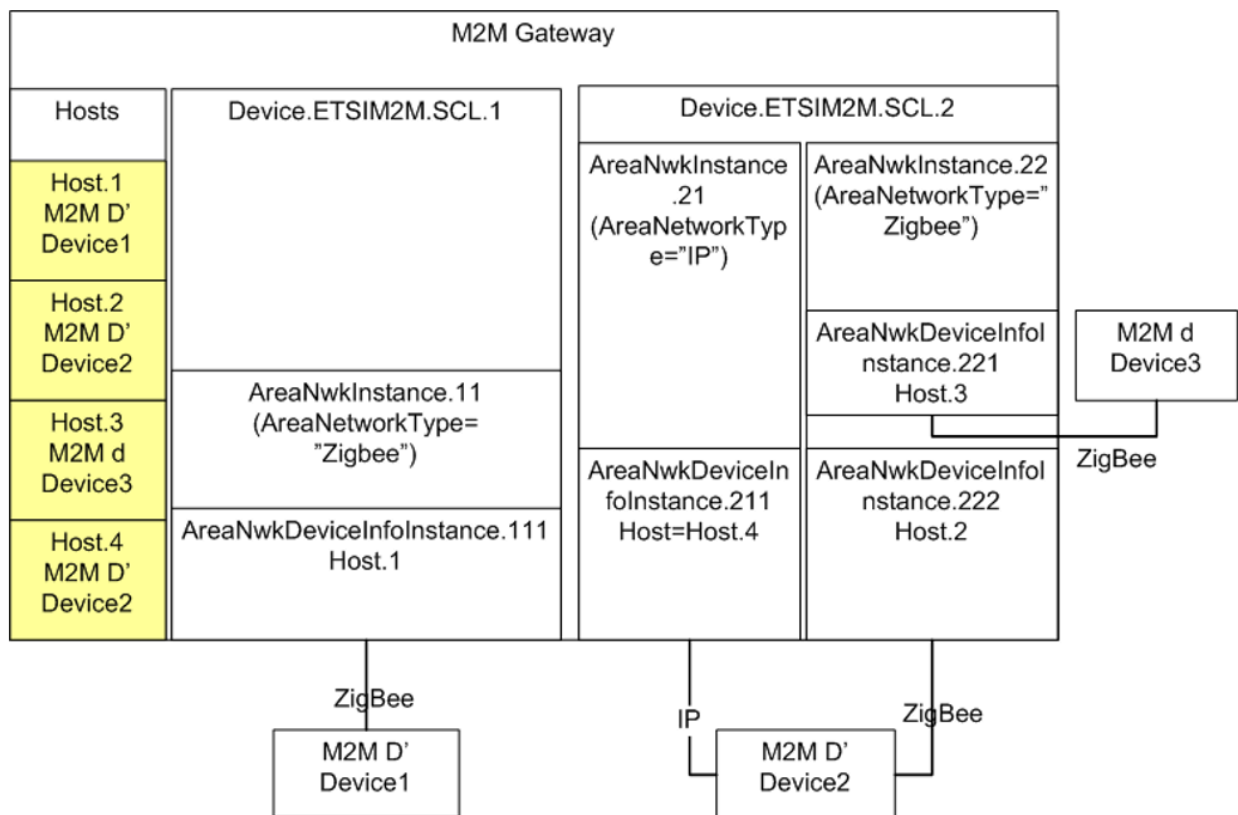 M2M Gateway
Hosts
Host.1
M2M D’
Device1
Host.2
M2M D’
Device2
Host.3
M2M d
Device3
Host.4
M2M D’
Device2
Device.ETSIM2M.SCL.1
AreaNwkInstance.11
(AreaNetworkType=
”Zigbee”)
AreaNwkDeviceInfoInstance.111
Host.1
Device.ETSIM2M.SCL.2
AreaNwkInstance
.21
(AreaNetworkTyp
e=”IP”)
AreaNwkDeviceIn
foInstance.211
Host=Host.4
AreaNwkInstance.22
(AreaNetworkType=”
Zigbee”)
AreaNwkDeviceInfoI
nstance.221
Host.3
AreaNwkDeviceInfoI
nstance.222
Host.2
M2M d
Device3
ZigBee
ZigBee
IP
ZigBee
M2M D’
Device1
M2M D’
Device2